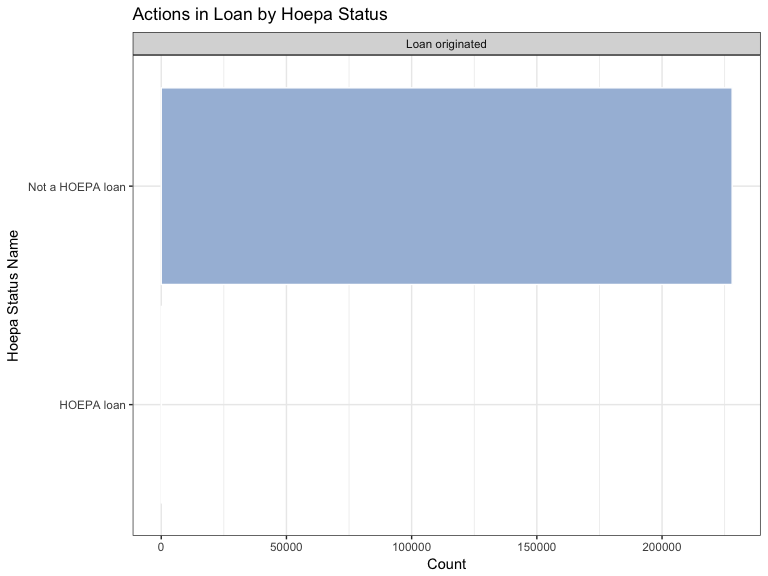 Actions in Loan by Hoepa Status
Loan originated
Hoepa Status Name
Not a HOEPA loan
HOEPA loan
0 50000 100000 150000 200000
Count